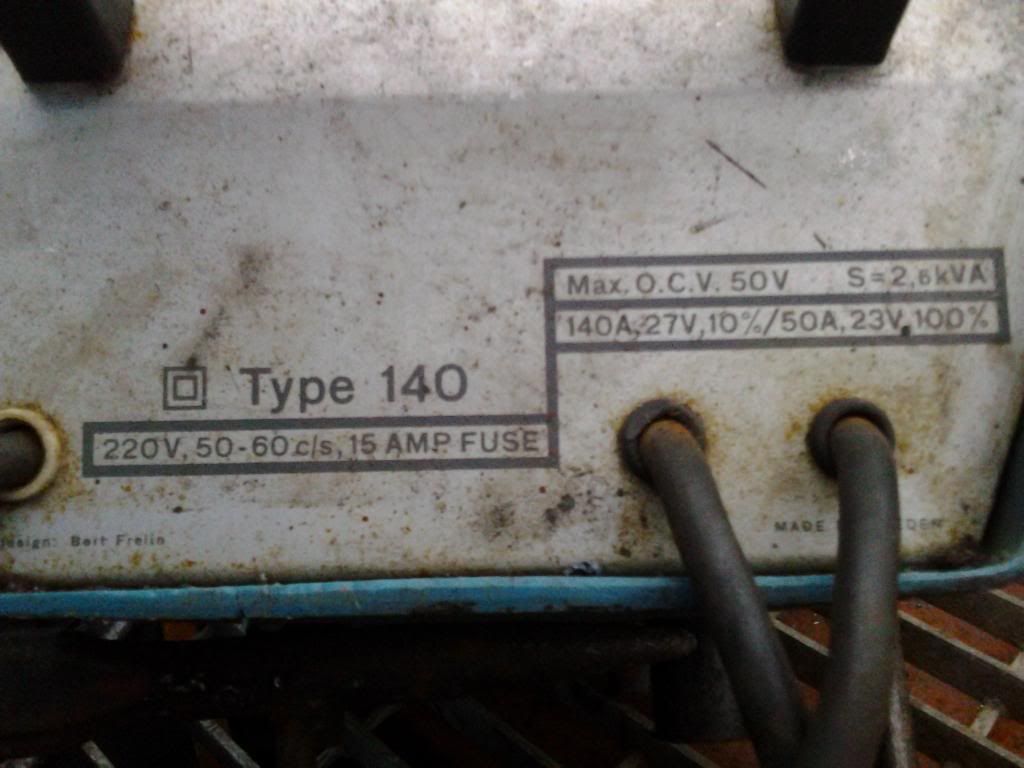 Max. O.C.V. 50V S=2,6kVA
140A,27V,10%/50A,23V,100%
Type 140
220V, 50-60 c/s, 15 AMP. FUSE
design: Bert Frelin
MADE